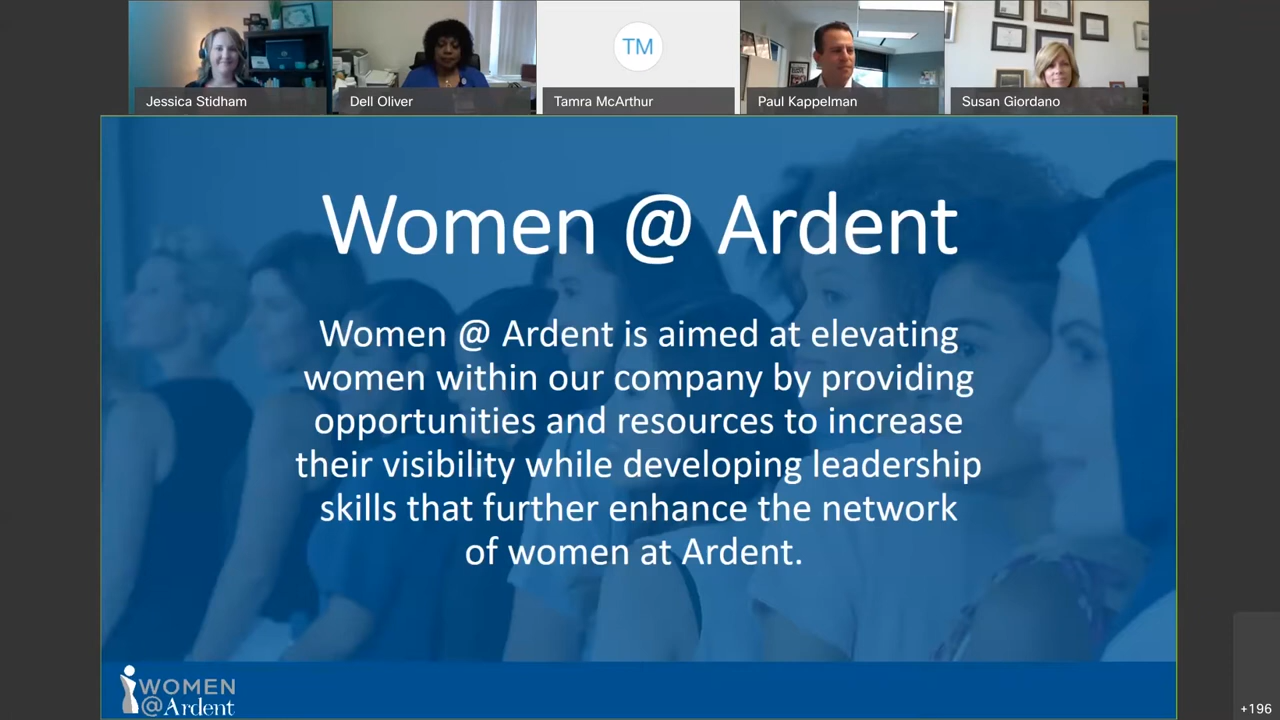 TM
Jessica Stidham
Dell Oliver
Tamra McArthur
Paul Kappelman
Susan Giordano
Women @ Ardent
Women @ Ardent is aimed at elevating
women within our company by providing
opportunities and resources to increase
their visibility while developing leadership
skills that further enhance the network
of women at Ardent.
WOMEN
@Ardent
+196